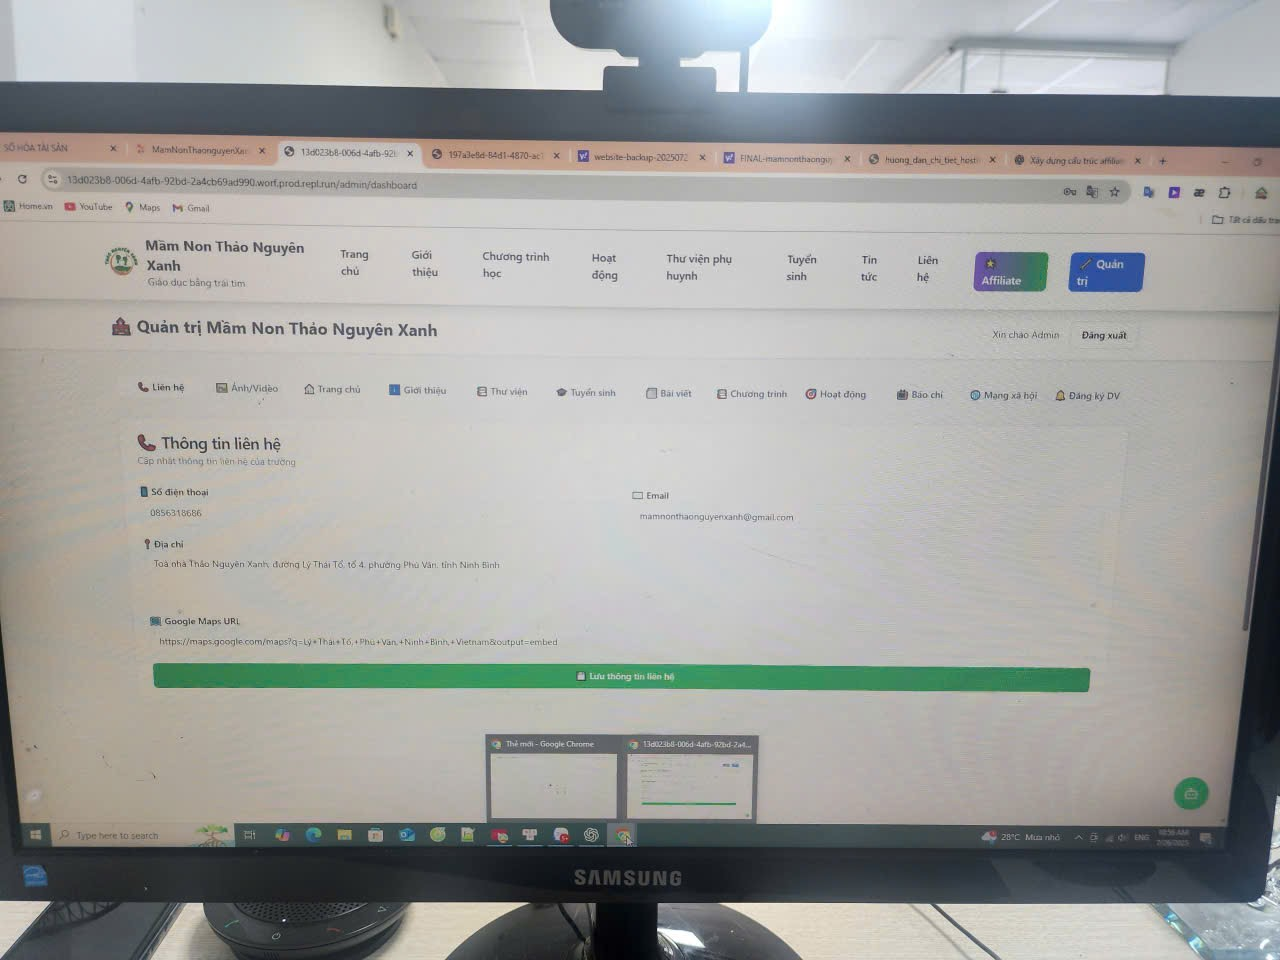 SỐ HÓA TÀI SẢN
MamNonThaonguyenXan
13d023b8-006d-4afb-92b
197a3e8d-84d1-4870-ac1
website-backup-2025072
FINAL-mamnonthaonguy
huong_dan_chi_tiet_hosti
Xây dựng cấu trúc affiliate
13d023b8-006d-4afb-92bd-2a4cb69ad990.worf.prod.repl.run/admin/dashboard
Home.vn
YouTube
Maps
Gmail
Tất cả dấu tran
Mầm Non Thảo Nguyên
Xanh
Giáo dục bằng trái tim
Trang
chủ
Giới
thiệu
Chương trình
học
Hoạt
động
Thư viện phụ
huynh
Tuyển
sinh
Tin
tức
Liên
hệ
Affiliate
Quản
trị
Quản trị Mầm Non Thảo Nguyên Xanh
Xin chào Admin
Đăng xuất
Liên hệ
Ảnh/Video
Trang chủ
Giới thiệu
Thư viện
Tuyển sinh
Bài viết
Chương trình
Hoạt động
Báo chí
Mạng xã hội
Đăng ký DV
Thông tin liên hệ
Cập nhật thông tin liên hệ của trường
Số điện thoại
Email
0856318686
mamnonthaonguyenxanh@gmail.com
Địa chỉ
Toà nhà Thảo Nguyên Xanh, đường Lý Thái Tổ, tổ 4, phường Phù Vân, tỉnh Ninh Bình
Google Maps URL
https://maps.google.com/maps?q=Lý+Thái+Tổ,+Phù+Vân,+Ninh+Bình,+Vietnam&output=embed
Lưu thông tin liên hệ
Thẻ mới - Google Chrome
13d023b8-006d-4afb-92bd-2a4...
Type here to search
28°C Mưa nhỏ
ENG
10:56 AM
7/26/2025
SAMSUNG